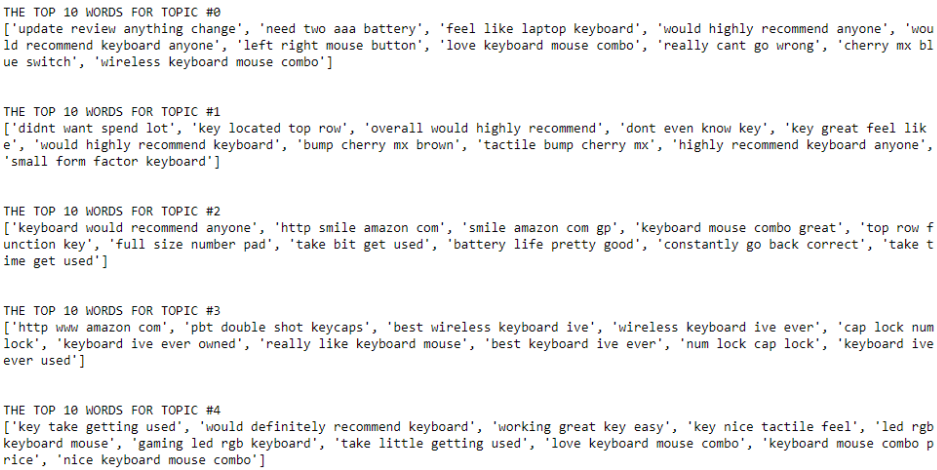 THE TOP 10 WORDS FOR TOPIC #0
['update review anything change', 'need two aaa battery', 'feel like laptop keyboard', 'would highly recommend anyone', 'wou
ld recommend keyboard anyone', 'left right mouse button', 'love keyboard mouse combo', 'really cant go wrong', 'cherry mx bl
ue switch', 'wireless keyboard mouse combo']
THE TOP 10 WORDS FOR TOPIC #1
['didnt want spend lot', 'key located top row', 'overall would highly recommend', 'dont even know key', 'key great feel lik
e', 'would highly recommend keyboard', 'bump cherry mx brown', 'tactile bump cherry mx', 'highly recommend keyboard anyone',
'small form factor keyboard']
THE TOP 10 WORDS FOR TOPIC #2
['keyboard would recommend anyone', 'http smile amazon com', 'smile amazon com gp', 'keyboard mouse combo great', 'top row f
unction key', 'full size number pad', 'take bit get used', 'battery life pretty good', 'constantly go back correct', 'take t
ime get used']
THE TOP 10 WORDS FOR TOPIC #3
['http www amazon com', 'pbt double shot keycaps', 'best wireless keyboard ive', 'wireless keyboard ive ever', 'cap lock num
lock', 'keyboard ive ever owned', 'really like keyboard mouse', 'best keyboard ive ever', 'num lock cap lock', 'keyboard ive
ever used']
THE TOP 10 WORDS FOR TOPIC #4
['key take getting used', 'would definitely recommend keyboard', 'working great key easy', 'key nice tactile feel', 'led rgb
keyboard mouse', 'gaming led rgb keyboard', 'take little getting used', 'love keyboard mouse combo', 'keyboard mouse combo p
rice', 'nice keyboard mouse combo']